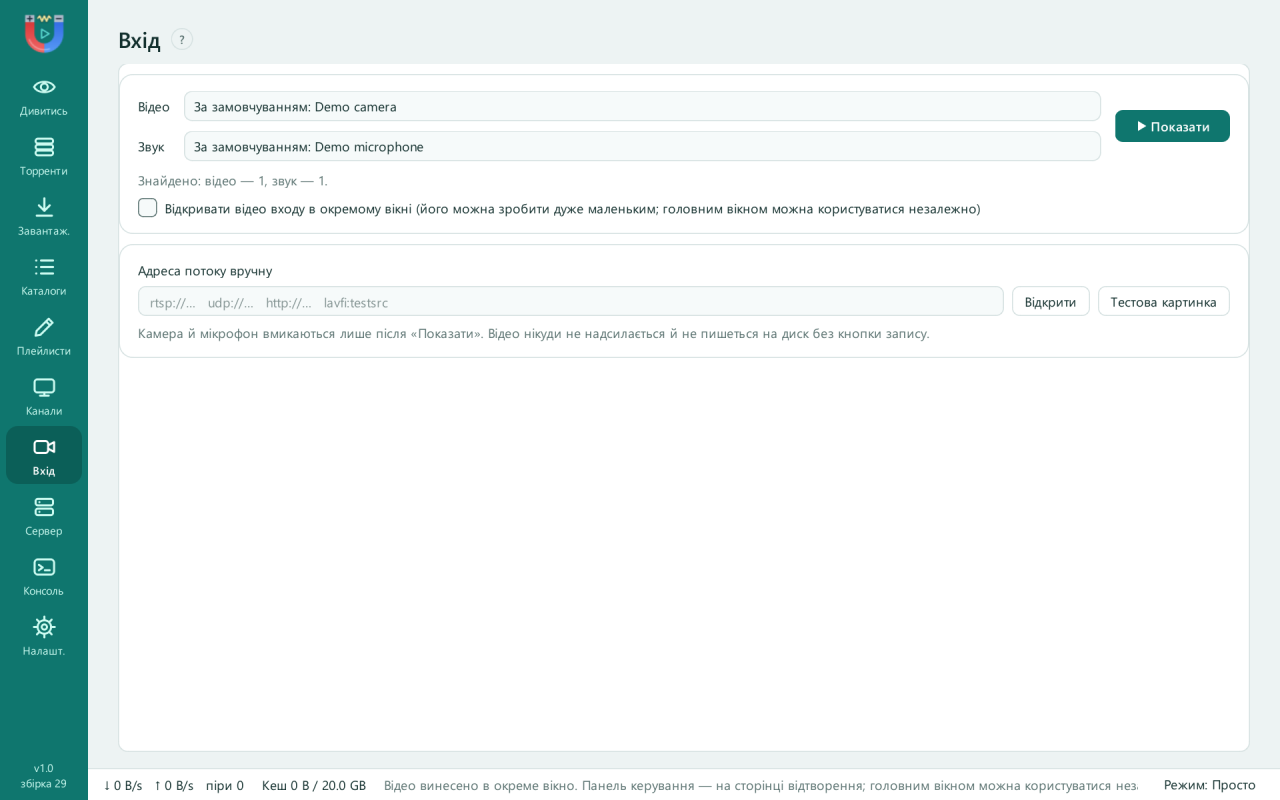 Вхід ?
Відео За замовчуванням: Demo camera
Звук За замовчуванням: Demo microphone
Показати
Знайдено: відео — 1, звук — 1.
Відкривати відео входу в окремому вікні (його можна зробити дуже маленьким; головним вікном можна користуватися незалежно)
Адреса потоку вручну
rtsp://... udp://... http://... lavfi:testsrc
Відкрити
Тестова картинка
Камера й мікрофон вмикаються лише після «Показати». Відео нікуди не надсилається й не пишеться на диск без кнопки запису.
Дивитись
Торренти
Завантаж.
Каталоги
Плейлисти
Канали
Вхід
Сервер
Консоль
Налашт.
v1.0
збірка 29
↓ 0 B/s ↑ 0 B/s піри 0 Кеш 0 B / 20.0 GB Відео винесено в окреме вікно. Панель керування — на сторінці відтворення; головним вікном можна користуватися Режим: Просто